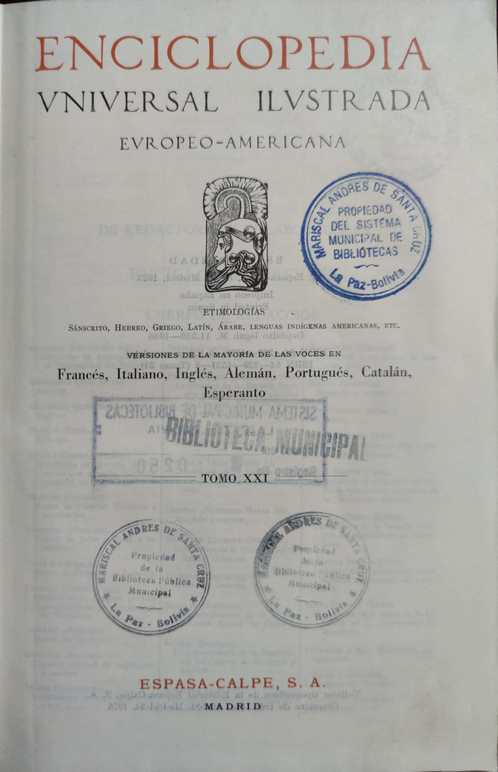 ENCICLOPEDIA
VNIVERSAL ILVSTRADA
EVROPEO-AMERICANA
MARISCAL ANDRES DE SANTA CRUZ
PROPIEDAD
DEL SISTEMA
MUNICIPAL DE
BIBLIOTECAS
La Paz-Bolivia
ETIMOLOGÍAS
SÁNSCRITO, HEBREO, GRIEGO, LATÍN, ÁRABE, LENGUAS INDÍGENAS AMERICANAS, ETC.
VERSIONES DE LA MAYORÍA DE LAS VOCES EN
Francés, Italiano, Inglés, Alemán, Portugués, Catalán,
Esperanto
SISTEMA MUNICIPAL DE BIBLIOTECAS
BIBLIOTECA MUNICIPAL
0250
TOMO XXI
MARISCAL ANDRES DE SANTA CRUZ
Propiedad
de la
Biblioteca Pública
Municipal
La Paz - Bolivia
MARISCAL ANDRES DE SANTA CRUZ
Propiedad
de la
Biblioteca Pública
Municipal
La Paz - Bolivia
ESPASA-CALPE, S. A.
MADRID